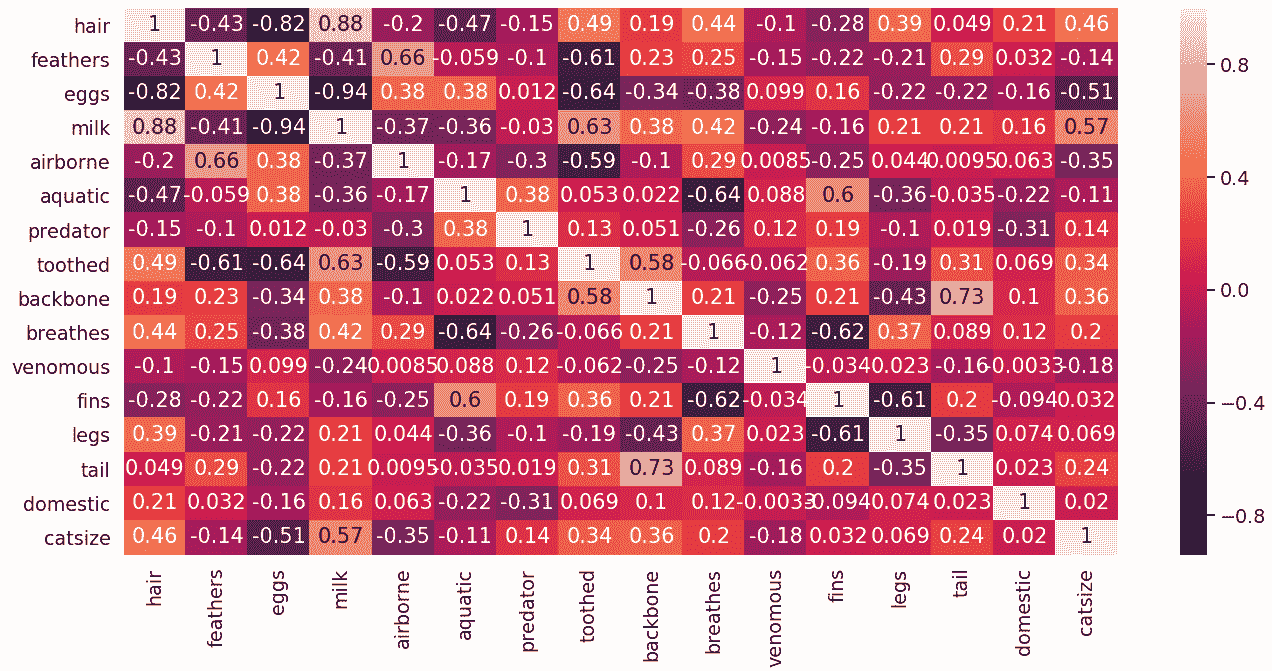 hair 1 -0.43 -0.82 0.88 -0.2 -0.47 -0.15 0.49 0.19 0.44 -0.1 -0.28 0.39 0.049 0.21 0.46
feathers -0.43 1 0.42 -0.41 0.66 -0.059 -0.1 -0.61 0.23 0.25 -0.15 -0.22 -0.21 0.29 0.032 -0.14
eggs -0.82 0.42 1 -0.94 0.38 0.38 0.012 -0.64 -0.34 -0.38 0.099 0.16 -0.22 -0.22 -0.16 -0.51
milk 0.88 -0.41 -0.94 1 -0.37 -0.36 -0.03 0.63 0.38 0.42 -0.24 -0.16 0.21 0.21 0.16 0.57
airborne -0.2 0.66 0.38 -0.37 1 -0.17 -0.3 -0.59 -0.1 0.29 0.0085 -0.25 0.044 0.0095 0.063 -0.35
aquatic -0.47 -0.059 0.38 -0.36 -0.17 1 0.38 0.053 0.022 -0.64 0.088 0.6 -0.36 -0.035 -0.22 -0.11
predator -0.15 -0.1 0.012 -0.03 -0.3 0.38 1 0.13 0.051 -0.26 0.12 0.19 -0.1 0.019 -0.31 0.14
toothed 0.49 -0.61 -0.64 0.63 -0.59 0.053 0.13 1 0.58 -0.066 -0.062 0.36 -0.19 0.31 0.069 0.34
backbone 0.19 0.23 -0.34 0.38 -0.1 0.022 0.051 0.58 1 0.21 -0.25 0.21 -0.43 0.73 0.1 0.36
breathes 0.44 0.25 -0.38 0.42 0.29 -0.64 -0.26 -0.066 0.21 1 -0.12 -0.62 0.37 0.089 0.12 0.2
venomous -0.1 -0.15 0.099 -0.24 0.0085 0.088 0.12 -0.062 -0.25 -0.12 1 -0.034 0.023 -0.16 -0.0033 -0.18
fins -0.28 -0.22 0.16 -0.16 -0.25 0.6 0.19 0.36 0.21 -0.62 -0.034 1 -0.61 0.2 -0.094 0.032
legs 0.39 -0.21 -0.22 0.21 0.044 -0.36 -0.1 -0.19 -0.43 0.37 0.023 -0.61 1 -0.35 0.074 0.069
tail 0.049 0.29 -0.22 0.21 0.0095 -0.035 0.019 0.31 0.73 0.089 -0.16 0.2 -0.35 1 0.023 0.24
domestic 0.21 0.032 -0.16 0.16 0.063 -0.22 -0.31 0.069 0.1 0.12 -0.0033 -0.094 0.074 0.023 1 0.02
catsize 0.46 -0.14 -0.51 0.57 -0.35 -0.11 0.14 0.34 0.36 0.2 -0.18 0.032 0.069 0.24 0.02 1
hair feathers eggs milk airborne aquatic predator toothed backbone breathes venomous fins legs tail domestic catsize
0.8
0.4
0.0
−0.4
−0.8